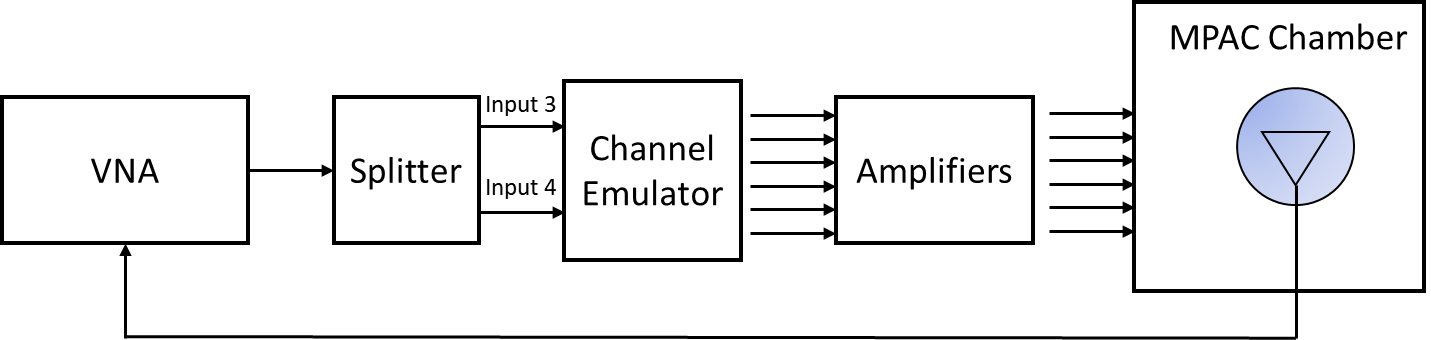 VNA
Splitter
Input 3
Input 4
Channel
Emulator
Amplifiers
MPAC Chamber